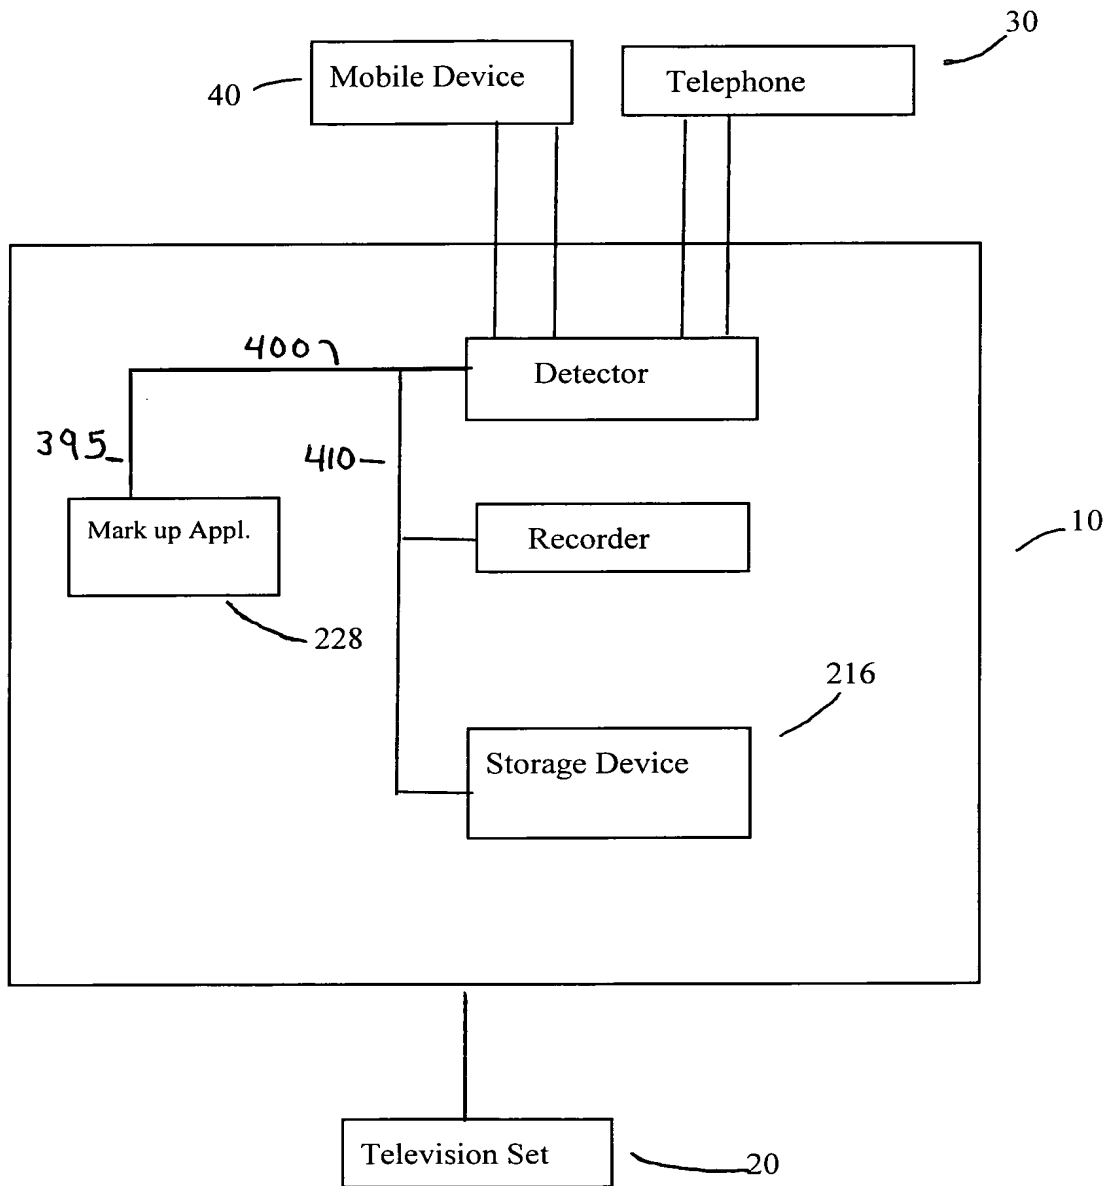 30
Mobile Device
Telephone
40
400
Detector
395
410
Mark up Appl.
Recorder
10
228
216
Storage Device
Television Set
20